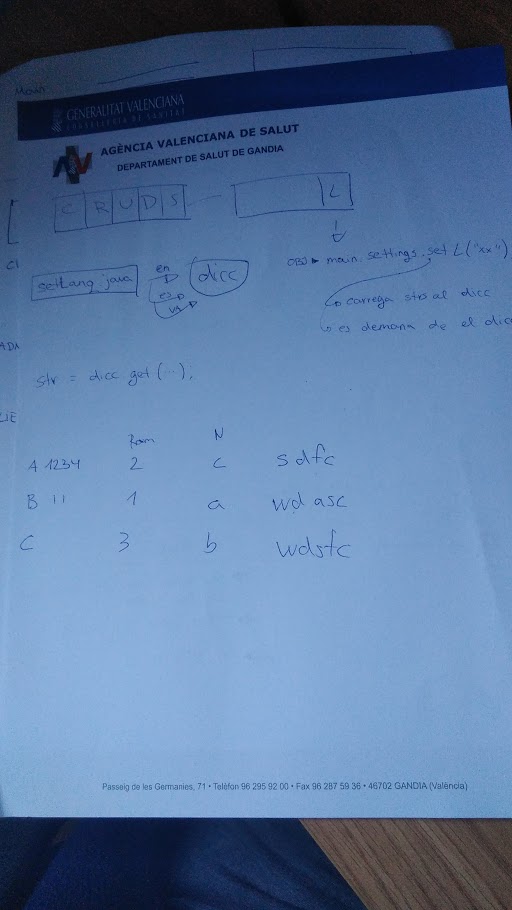 Main
GENERALITAT VALENCIANA
CONSELLERIA DE SANITAT
AGÈNCIA VALENCIANA DE SALUT
DEPARTAMENT DE SALUT DE GANDIA
C R U D S
L
OBJ main.settings.set L("xx")
setLang.java
en
es
va
dicc
carrega strs al dicc
es demana de el dicc
ADA
str = dicc get(...);
Ram N
A 1234 2 c sdfc
B 11 1 a wd asc
C 3 b wdsfc
Passeig de les Germanies, 71 • Telèfon 96 295 92 00 • Fax 96 287 59 36 • 46702 GANDIA (València)